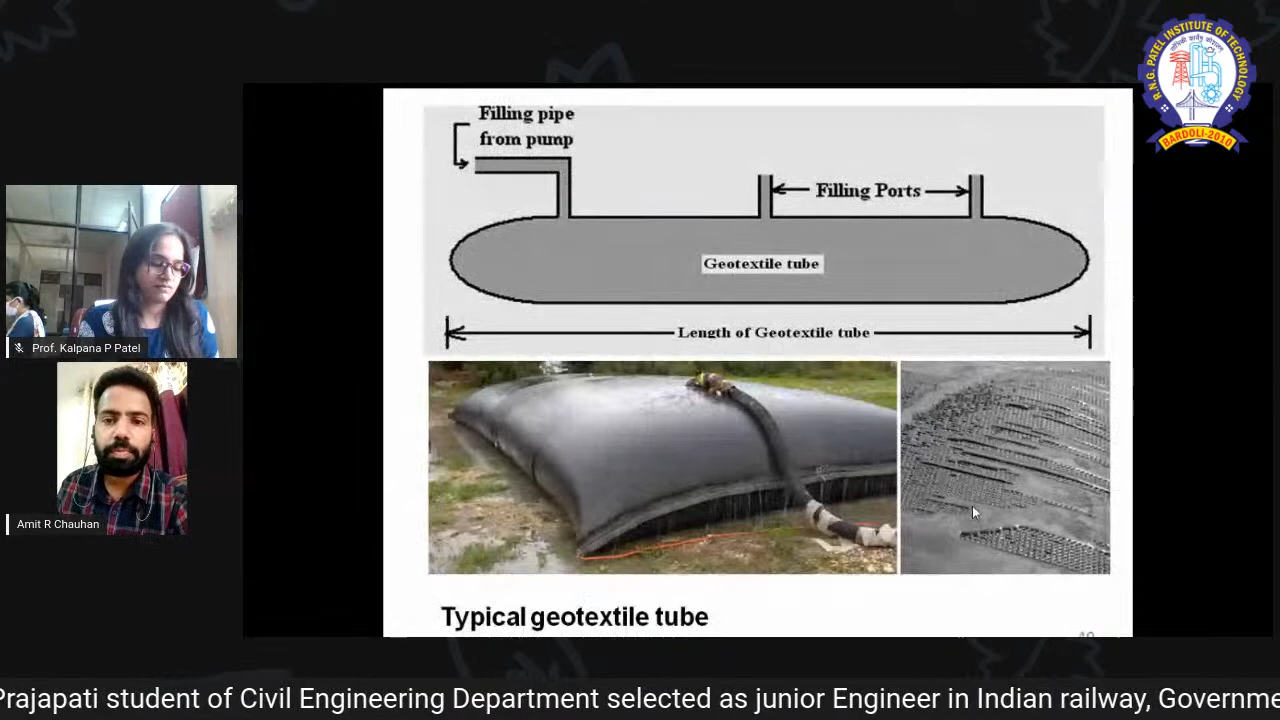 R.N.G. PATEL INSTITUTE OF TECHNOLOGY
BARDOLI-2010
Filling pipe
from pump
Filling Ports
Geotextile tube
Length of Geotextile tube
Prof. Kalpana P Patel
Amit R Chauhan
Typical geotextile tube
Prajapati student of Civil Engineering Department selected as junior Engineer in Indian railway, Governme